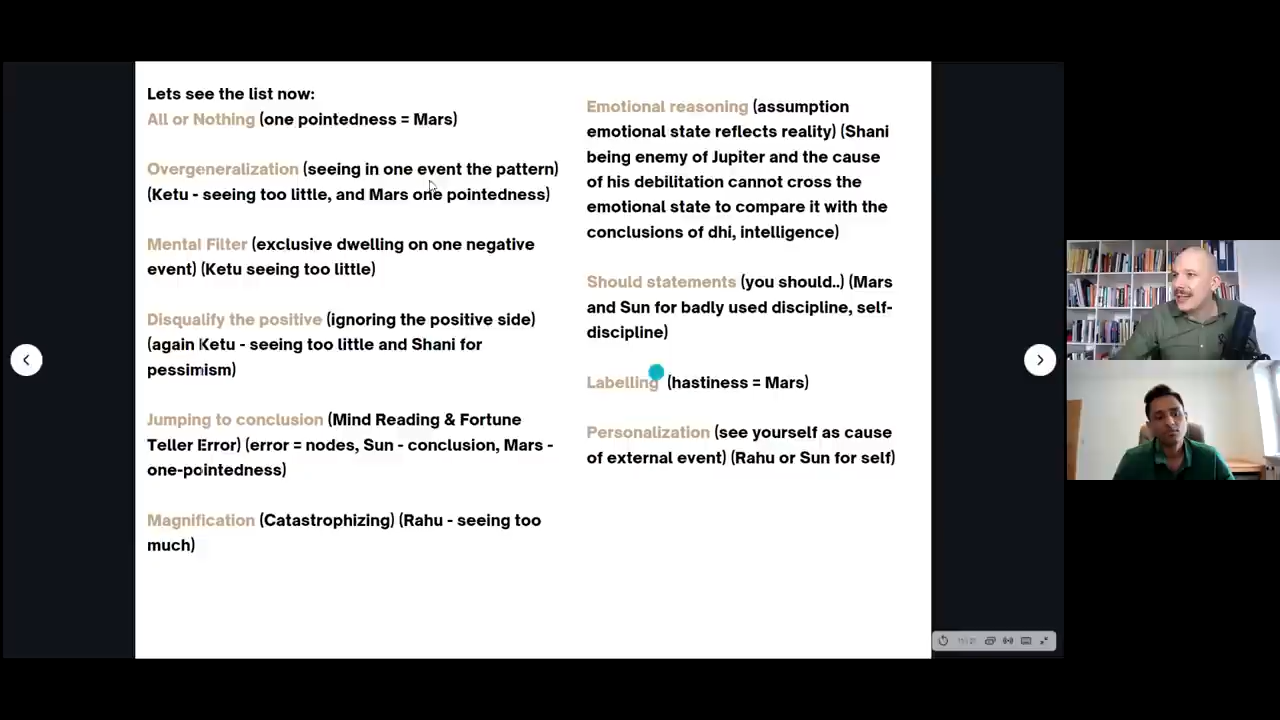 Lets see the list now:
All or Nothing (one pointedness = Mars)
Overgeneralization (seeing in one event the pattern)
(Ketu - seeing too little, and Mars one pointedness)
Mental Filter (exclusive dwelling on one negative
event) (Ketu seeing too little)
Disqualify the positive (ignoring the positive side)
(again Ketu - seeing too little and Shani for
pessimism)
Jumping to conclusion (Mind Reading & Fortune
Teller Error) (error = nodes, Sun - conclusion, Mars -
one-pointedness)
Magnification (Catastrophizing) (Rahu - seeing too
much)
Emotional reasoning (assumption
emotional state reflects reality) (Shani
being enemy of Jupiter and the cause
of his debilitation cannot cross the
emotional state to compare it with the
conclusions of dhi, intelligence)
Should statements (you should..) (Mars
and Sun for badly used discipline, self-
discipline)
Labelling (hastiness = Mars)
Personalization (see yourself as cause
of external event) (Rahu or Sun for self)